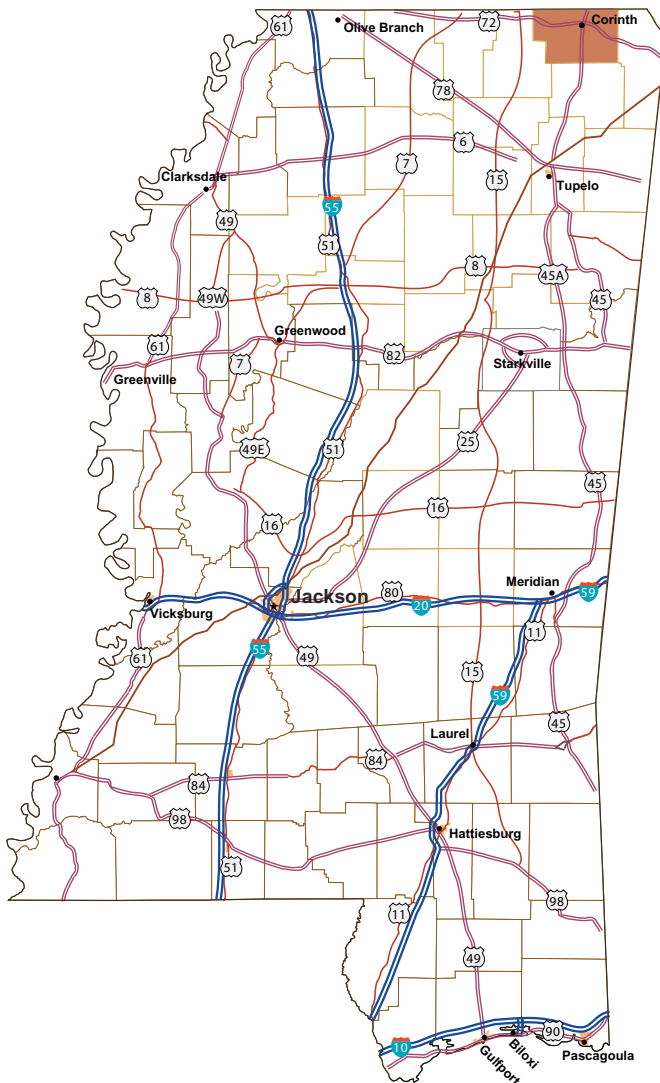 61
Olive Branch
72
Corinth
78
6
7
15
Clarksdale
Tupelo
55
49
51
8
45A
8
49W
45
Greenwood
61
82
7
Starkville
Greenville
25
49E
51
45
16
16
Jackson
80
Meridian
20
59
Vicksburg
11
61
55
49
15
59
45
Laurel
84
84
98
Hattiesburg
51
98
11
49
90
10
Gulfport
Biloxi
Pascagoula